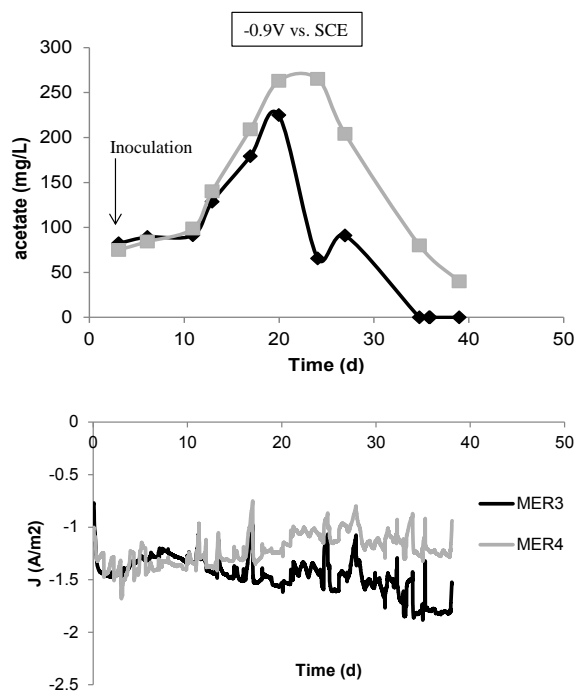 -0.9V vs. SCE
300
250
200
150
100
50
0
acetate (mg/L)
Inoculation
0 10 20 30 40 50
Time (d)
0
-0.5
-1
-1.5
-2
-2.5
J (A/m2)
0 10 20 30 40 50
MER3
MER4
Time (d)